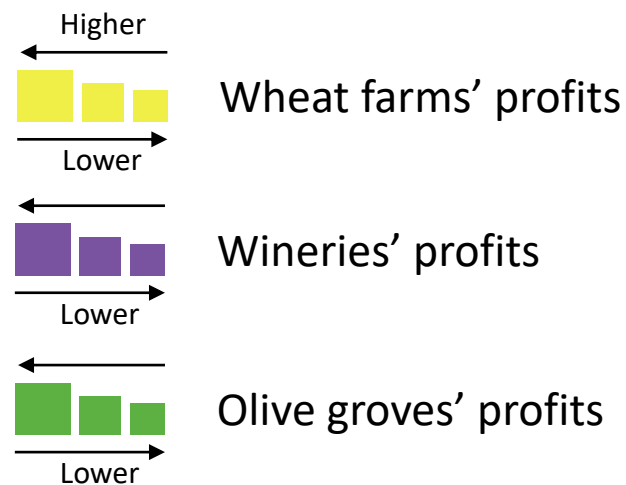 Higher
Wheat farms’ profits
Lower
Wineries’ profits
Lower
Olive groves’ profits
Lower